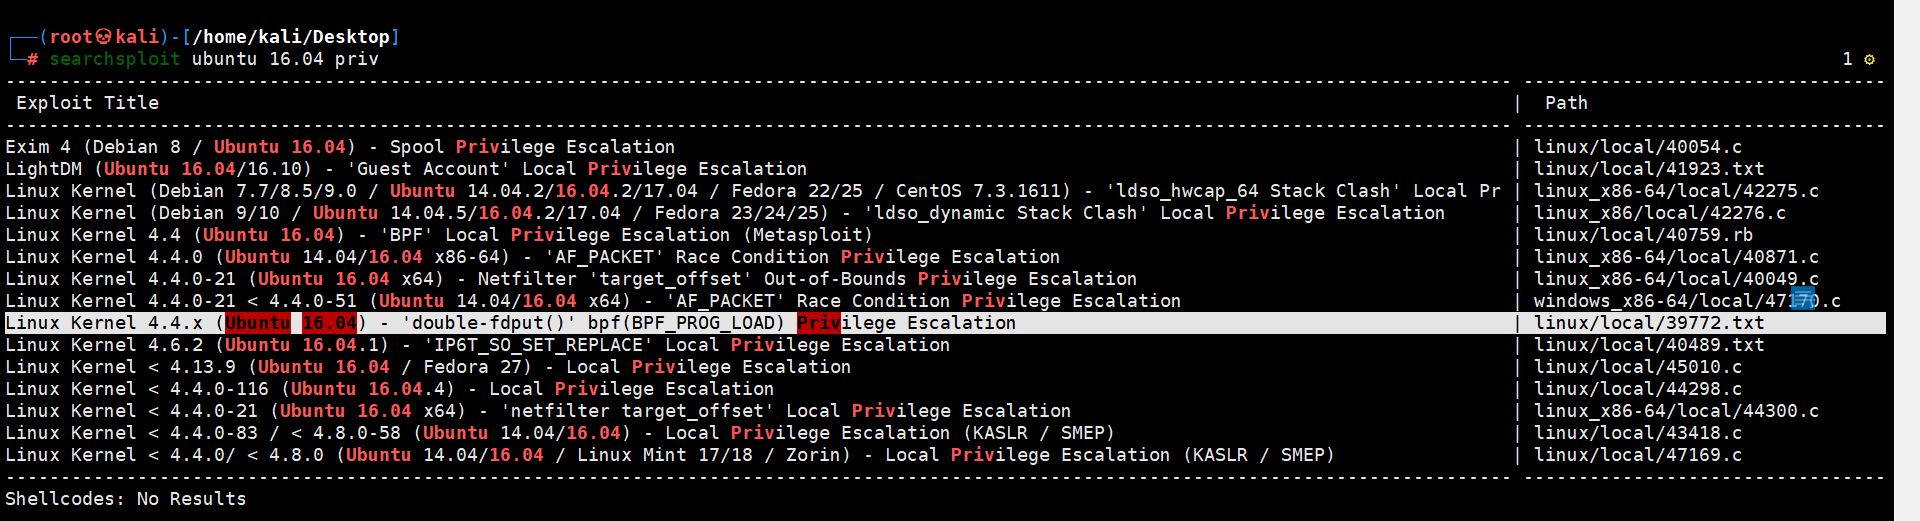 ┌──(root💀kali)-[/home/kali/Desktop]
└─# searchsploit ubuntu 16.04 priv 1 ⚙
Exploit Title | Path
Exim 4 (Debian 8 / Ubuntu 16.04) - Spool Privilege Escalation | linux/local/40054.c
LightDM (Ubuntu 16.04/16.10) - 'Guest Account' Local Privilege Escalation | linux/local/41923.txt
Linux Kernel (Debian 7.7/8.5/9.0 / Ubuntu 14.04.2/16.04.2/17.04 / Fedora 22/25 / CentOS 7.3.1611) - 'ldso_hwcap_64 Stack Clash' Local Pr | linux_x86-64/local/42275.c
Linux Kernel (Debian 9/10 / Ubuntu 14.04.5/16.04.2/17.04 / Fedora 23/24/25) - 'ldso_dynamic Stack Clash' Local Privilege Escalation | linux_x86/local/42276.c
Linux Kernel 4.4 (Ubuntu 16.04) - 'BPF' Local Privilege Escalation (Metasploit) | linux/local/40759.rb
Linux Kernel 4.4.0 (Ubuntu 14.04/16.04 x86-64) - 'AF_PACKET' Race Condition Privilege Escalation | linux_x86-64/local/40871.c
Linux Kernel 4.4.0-21 (Ubuntu 16.04 x64) - Netfilter 'target_offset' Out-of-Bounds Privilege Escalation | linux_x86-64/local/40049.c
Linux Kernel 4.4.0-21 < 4.4.0-51 (Ubuntu 14.04/16.04 x64) - 'AF_PACKET' Race Condition Privilege Escalation | windows_x86-64/local/47170.c
Linux Kernel 4.4.x (Ubuntu 16.04) - 'double-fdput()' bpf(BPF_PROG_LOAD) Privilege Escalation | linux/local/39772.txt
Linux Kernel 4.6.2 (Ubuntu 16.04.1) - 'IP6T_SO_SET_REPLACE' Local Privilege Escalation | linux/local/40489.txt
Linux Kernel < 4.13.9 (Ubuntu 16.04 / Fedora 27) - Local Privilege Escalation | linux/local/45010.c
Linux Kernel < 4.4.0-116 (Ubuntu 16.04.4) - Local Privilege Escalation | linux/local/44298.c
Linux Kernel < 4.4.0-21 (Ubuntu 16.04 x64) - 'netfilter target_offset' Local Privilege Escalation | linux_x86-64/local/44300.c
Linux Kernel < 4.4.0-83 / < 4.8.0-58 (Ubuntu 14.04/16.04) - Local Privilege Escalation (KASLR / SMEP) | linux/local/43418.c
Linux Kernel < 4.4.0/ < 4.8.0 (Ubuntu 14.04/16.04 / Linux Mint 17/18 / Zorin) - Local Privilege Escalation (KASLR / SMEP) | linux/local/47169.c
Shellcodes: No Results